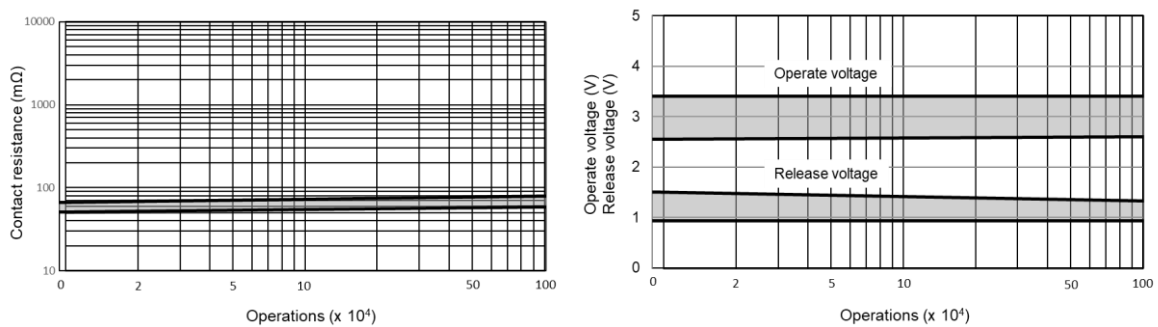 Contact resistance (mΩ)
10000
1000
100
10
0 2 5 10 20 50 100
Operations (x 10⁴)
Operate voltage (V)
Release voltage (V)
5
4
3
2
1
0
Operate voltage
Release voltage
0 2 5 10 50 100
Operations (x 10⁴)